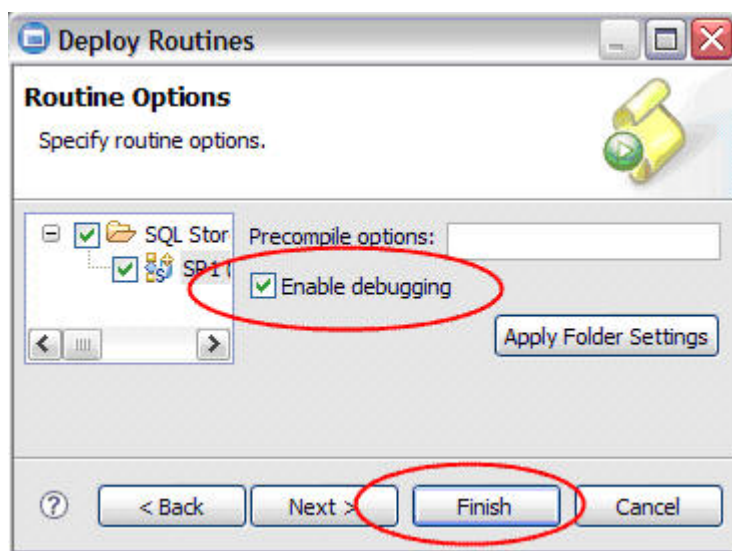 Deploy Routines
Routine Options
Specify routine options.
SQL Stor
Precompile options:
SP1
Enable debugging
Apply Folder Settings
?
< Back
Next >
Finish
Cancel